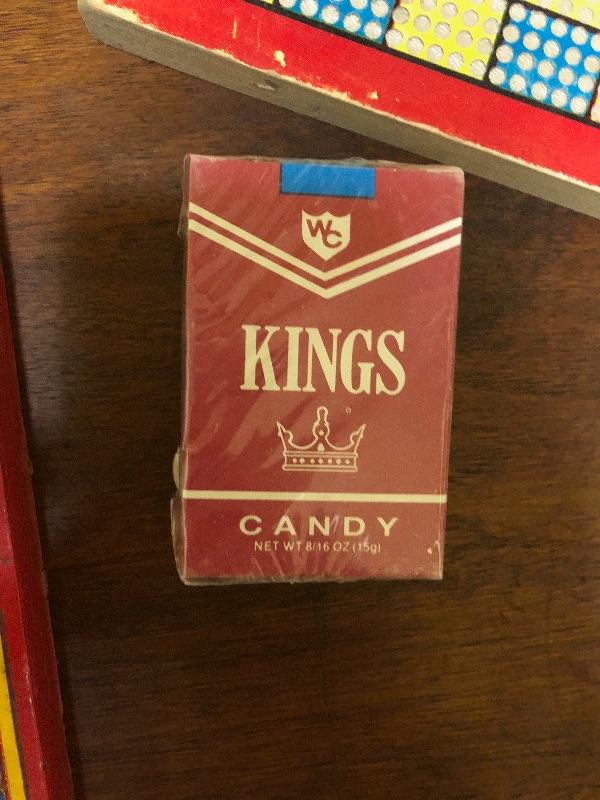 WC
KINGS
CANDY
NET WT 8/16 OZ (15g)